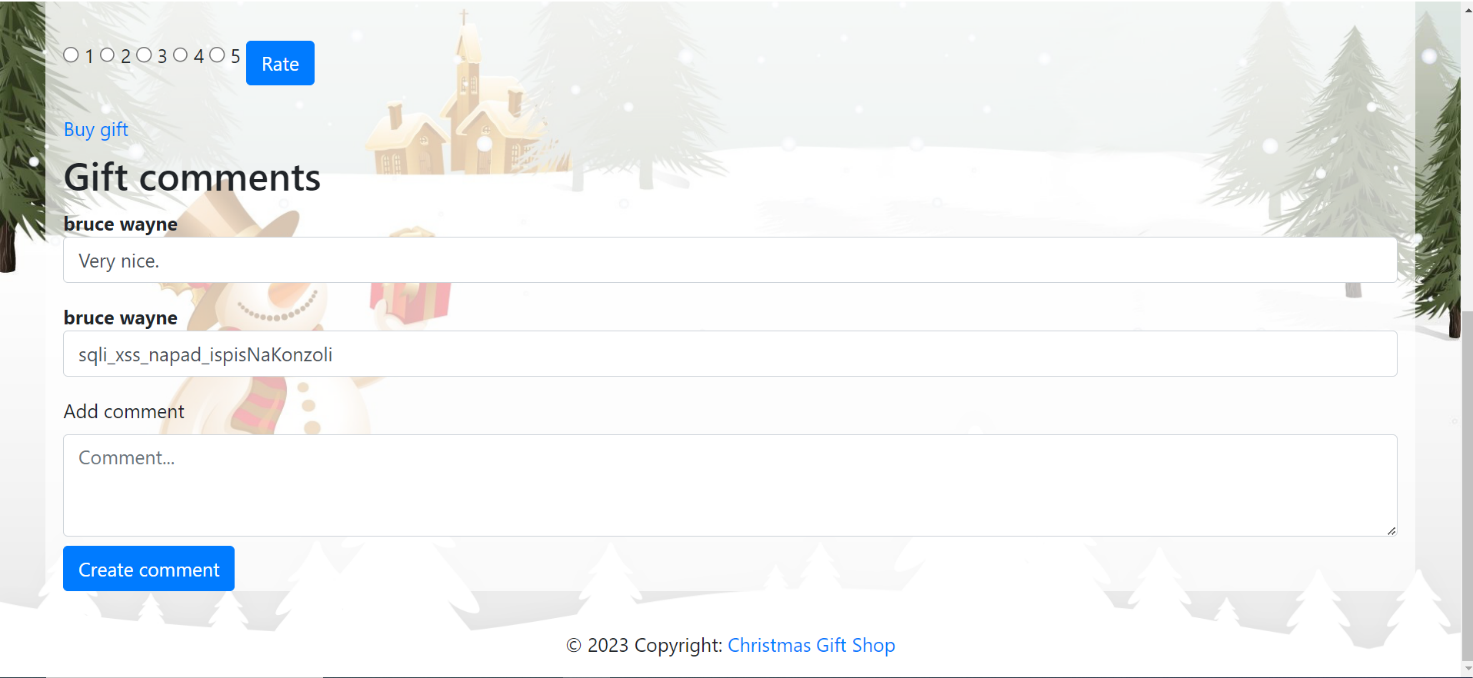 1 2 3 4 5 Rate
Buy gift
Gift comments
bruce wayne
Very nice.
bruce wayne
sqli_xss_napad_ispisNaKonzoli
Add comment
Comment...
Create comment
© 2023 Copyright: Christmas Gift Shop